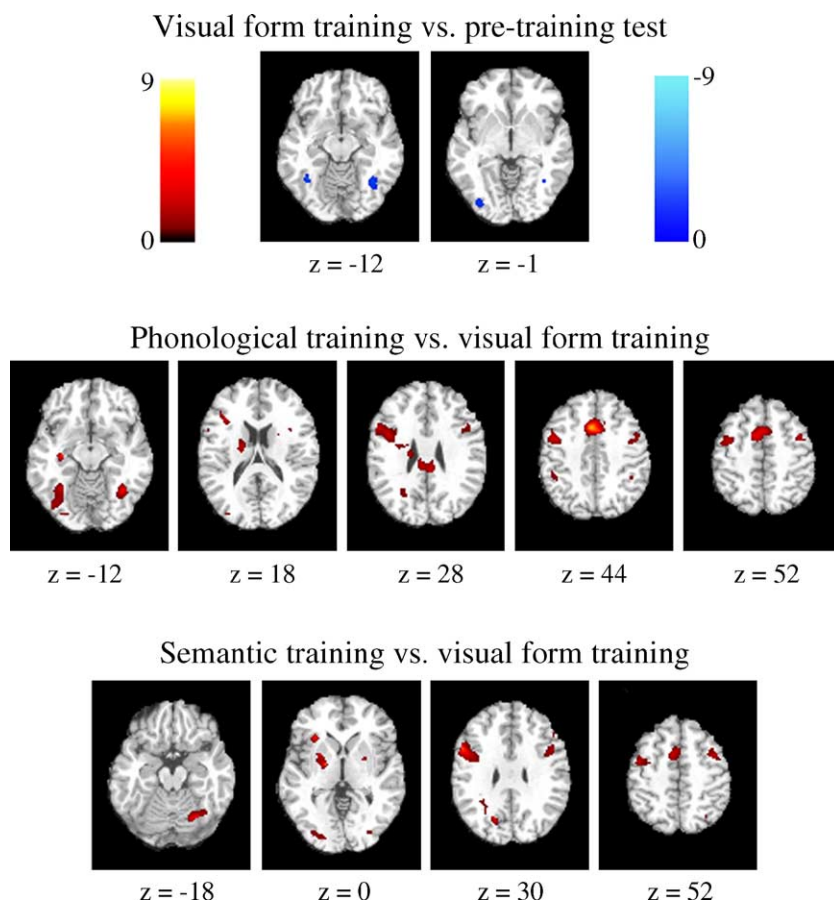 Visual form training vs. pre-training test
9
-9
0
0
z = -12
z = -1
Phonological training vs. visual form training
z = -12
z = 18
z = 28
z = 44
z = 52
Semantic training vs. visual form training
z = -18
z = 0
z = 30
z = 52